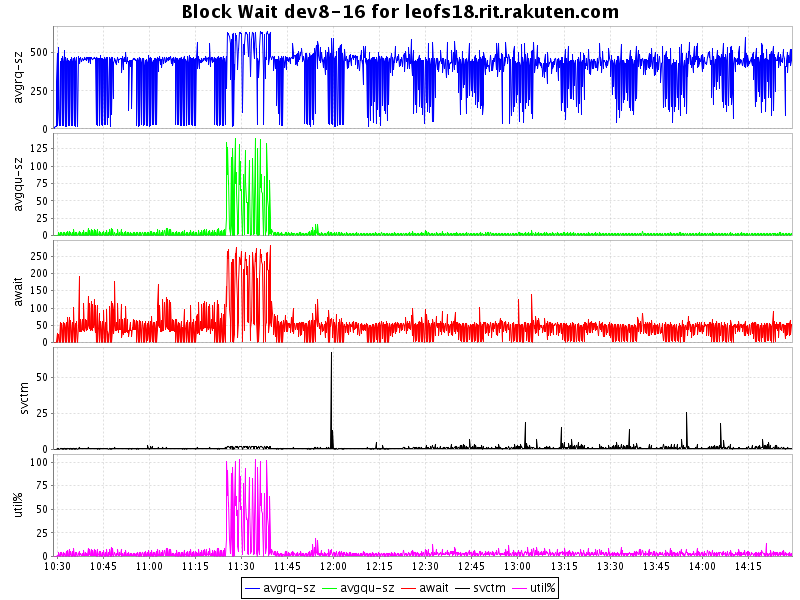 Block Wait dev8-16 for leofs18.rit.rakuten.com
avgrq-sz
500
250
0
avgqu-sz
125
100
75
50
25
0
await
250
200
150
100
50
0
svctm
50
25
0
util%
100
75
50
25
0
10:30 10:45 11:00 11:15 11:30 11:45 12:00 12:15 12:30 12:45 13:00 13:15 13:30 13:45 14:00 14:15
avgrq-sz avgqu-sz await svctm util%